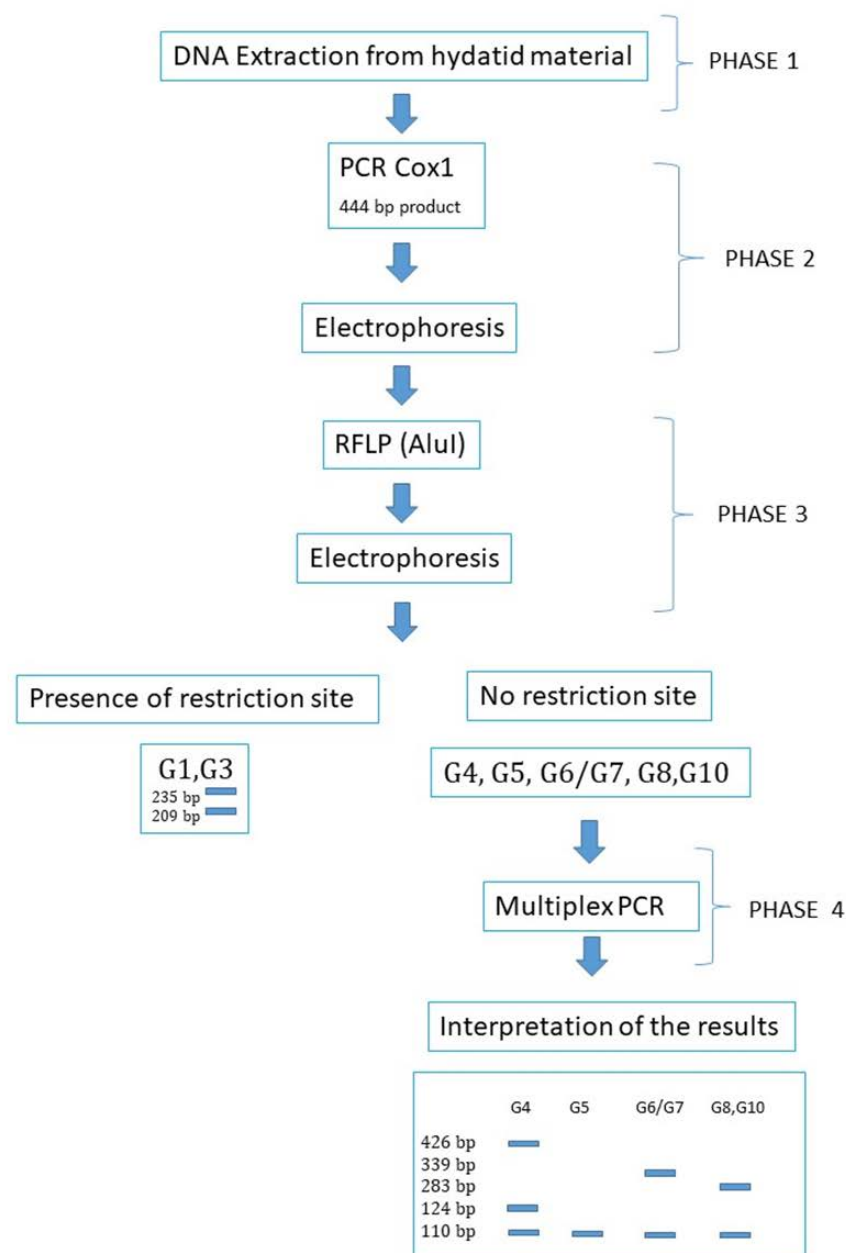 DNA Extraction from hydatid material
PHASE 1
PCR Cox1
444 bp product
PHASE 2
Electrophoresis
RFLP (AluI)
PHASE 3
Electrophoresis
Presence of restriction site
No restriction site
G1,G3
235 bp
209 bp
G4, G5, G6/G7, G8,G10
Multiplex PCR
PHASE 4
Interpretation of the results
G4 G5 G6/G7 G8,G10
426 bp
339 bp
283 bp
124 bp
110 bp